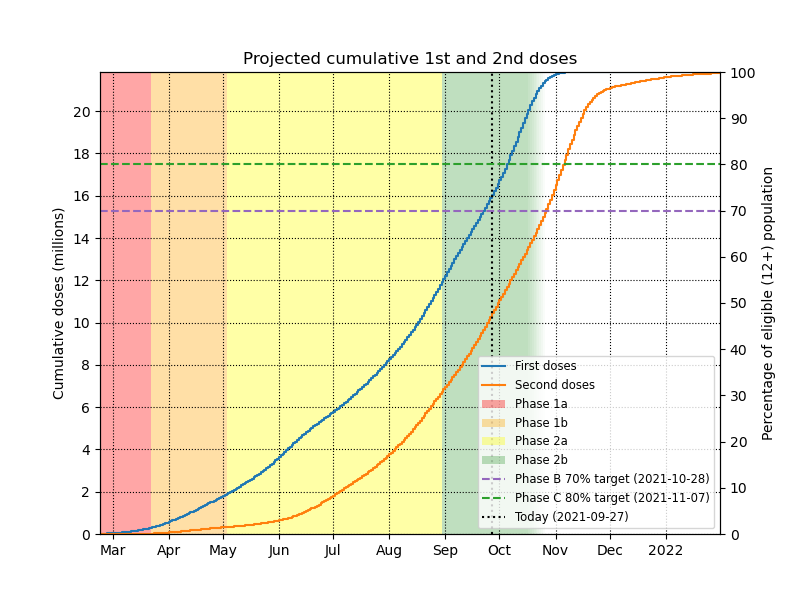 Projected cumulative 1st and 2nd doses
Cumulative doses (millions)
20
18
16
14
12
10
8
6
4
2
0
100
90
80
70
60
50
40
30
20
10
0
Percentage of eligible (12+) population
First doses
Second doses
Phase 1a
Phase 1b
Phase 2a
Phase 2b
Phase B 70% target (2021-10-28)
Phase C 80% target (2021-11-07)
Today (2021-09-27)
Mar Apr May Jun Jul Aug Sep Oct Nov Dec 2022